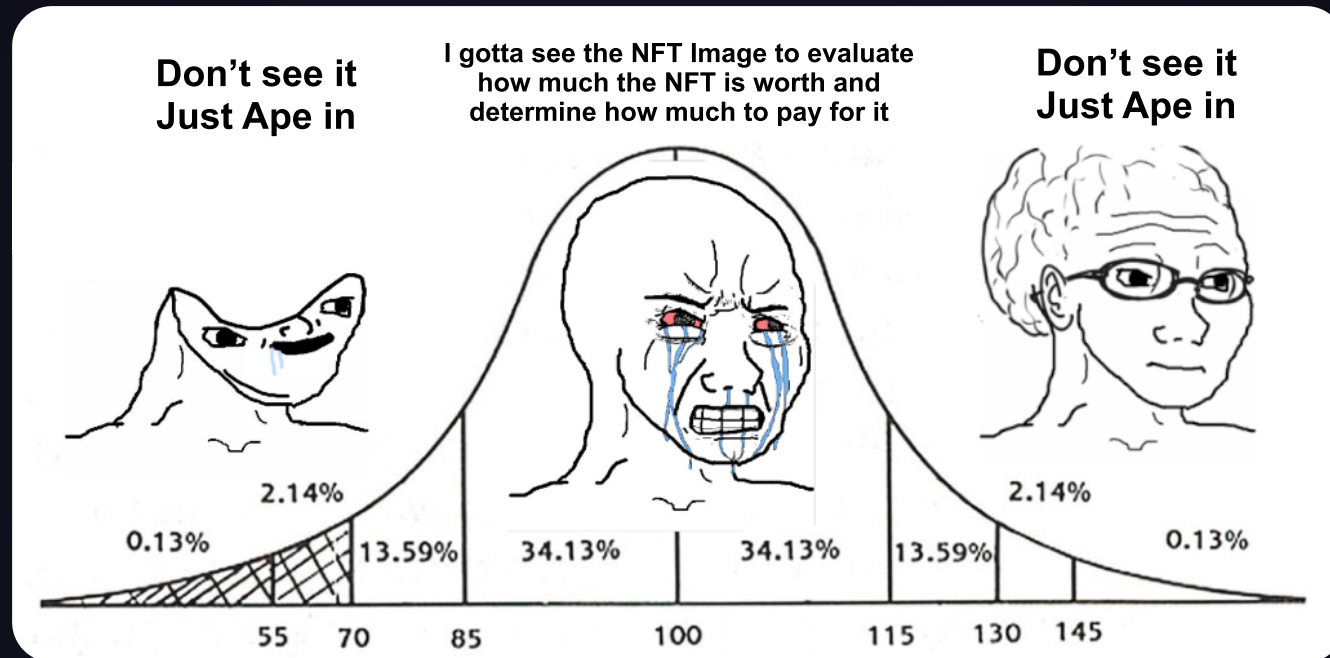 Don’t see it
Just Ape in
I gotta see the NFT Image to evaluate
how much the NFT is worth and
determine how much to pay for it
Don’t see it
Just Ape in
2.14%
0.13%
13.59%
34.13%
34.13%
13.59%
2.14%
0.13%
55
70
85
100
115
130
145